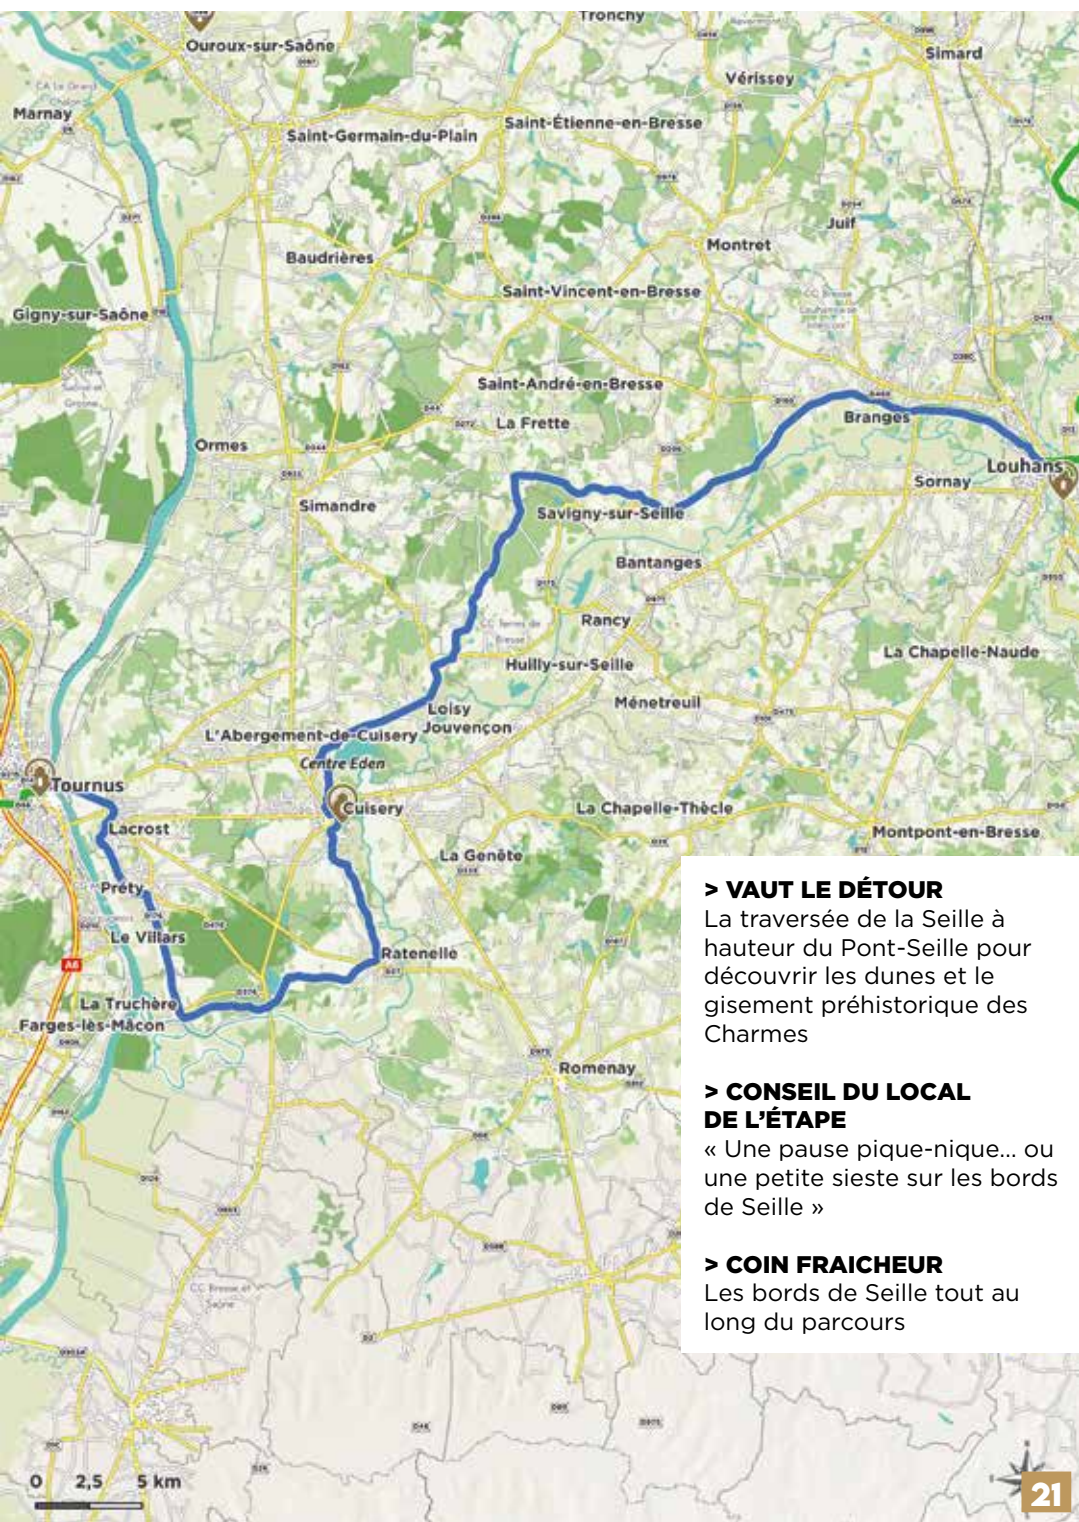 Tronchy
Ouroux-sur-Saône
Simard
Vérissey
Marnay
Saint-Étienne-en-Bresse
Saint-Germain-du-Plain
Juif
Montret
Baudrières
Saint-Vincent-en-Bresse
Gigny-sur-Saône
Saint-André-en-Bresse
La Frette
Branges
Ormes
Louhans
Sornay
Simandre
Savigny-sur-Seille
Bantanges
Rancy
La Chapelle-Naude
Huilly-sur-Seille
Ménetreuil
Loisy
Jouvençon
L'Abergement-de-Cuisery
Centre Eden
Tournus
Cuisery
La Chapelle-Thècle
Lacrost
Montpont-en-Bresse
La Genête
Préty
Le Villars
Ratenelle
A6
La Truchère
Farges-lès-Mâcon
Romenay
> VAUT LE DÉTOUR
La traversée de la Seille à
hauteur du Pont-Seille pour
découvrir les dunes et le
gisement préhistorique des
Charmes
> CONSEIL DU LOCAL
DE L'ÉTAPE
« Une pause pique-nique... ou
une petite sieste sur les bords
de Seille »
> COIN FRAICHEUR
Les bords de Seille tout au
long du parcours
0 2,5 5 km
21